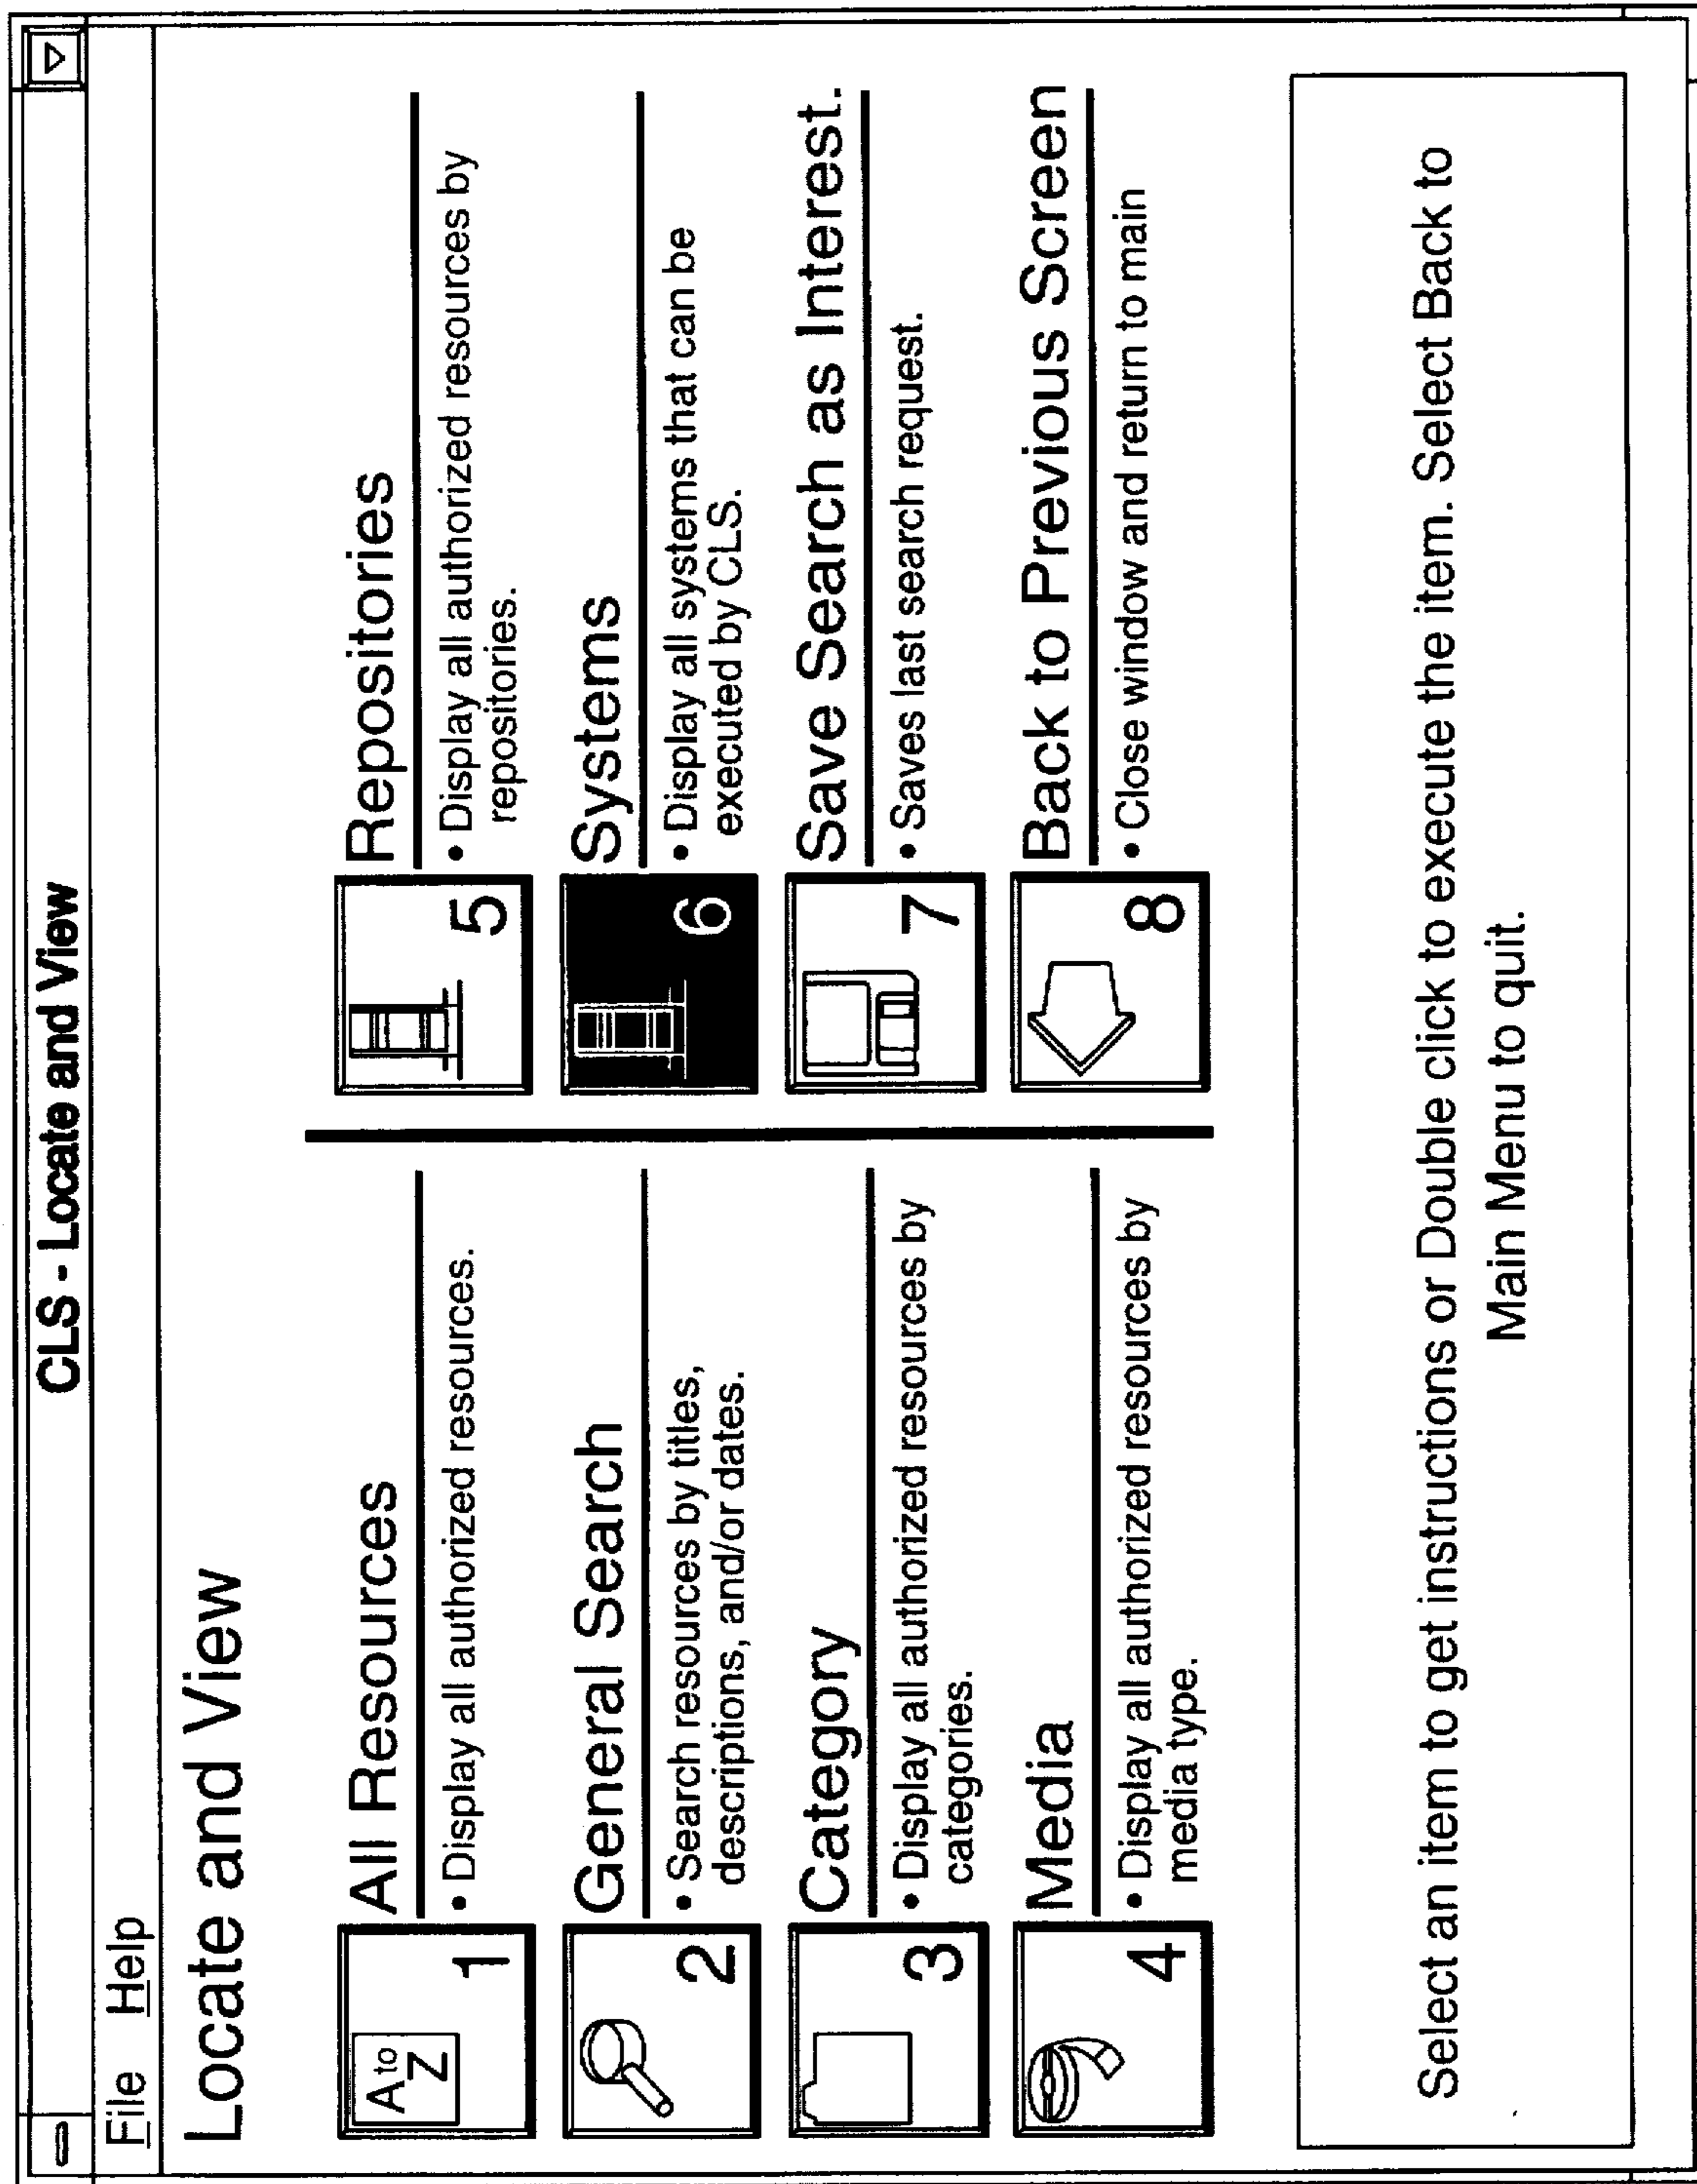 CLS - Locate and View
File Help
Locate and View
A to
Z
1
All Resources
• Display all authorized resources.
2
General Search
• Search resources by titles,
descriptions, and/or dates.
3
Category
• Display all authorized resources by
categories.
4
Media
• Display all authorized resources by
media type.
5
Repositories
• Display all authorized resources by
repositories.
6
Systems
• Display all systems that can be
executed by CLS.
7
Save Search as Interest.
• Saves last search request.
8
Back to Previous Screen
• Close window and return to main
Select an item to get instructions or Double click to execute the item. Select Back to
Main Menu to quit.